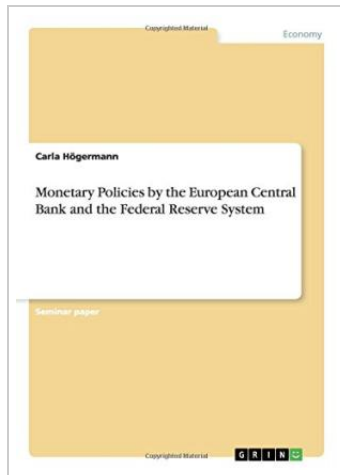 Copyrighted Material
Economy
Carla Högermann
Monetary Policies by the European Central
Bank and the Federal Reserve System
Seminar paper
Copyrighted Material
GRIN